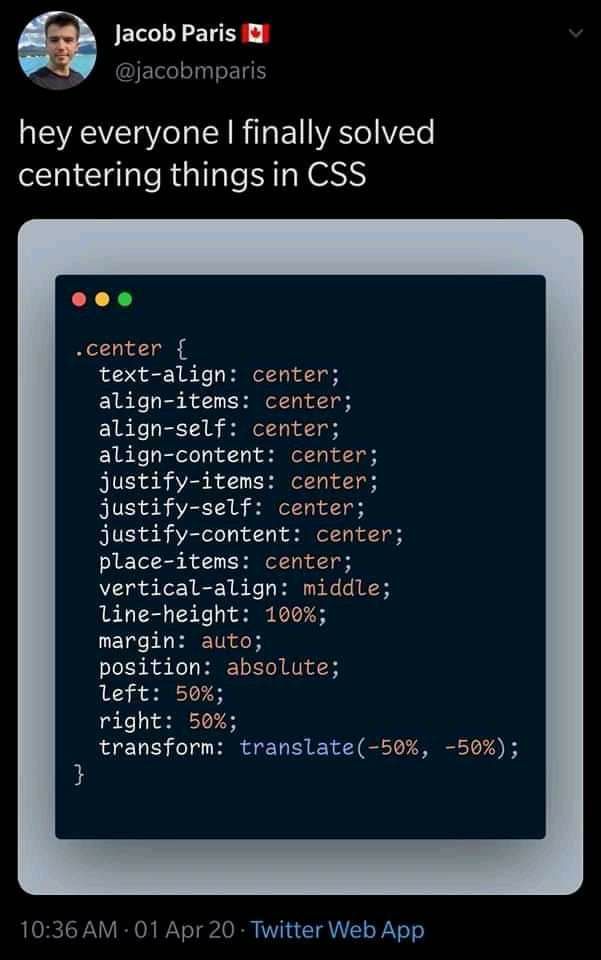 Jacob Paris 🇨🇦
@jacobmparis
hey everyone I finally solved
centering things in CSS
.center {
  text-align: center;
  align-items: center;
  align-self: center;
  align-content: center;
  justify-items: center;
  justify-self: center;
  justify-content: center;
  place-items: center;
  vertical-align: middle;
  line-height: 100%;
  margin: auto;
  position: absolute;
  left: 50%;
  right: 50%;
  transform: translate(-50%, -50%);
}
10:36 AM · 01 Apr 20 · Twitter Web App